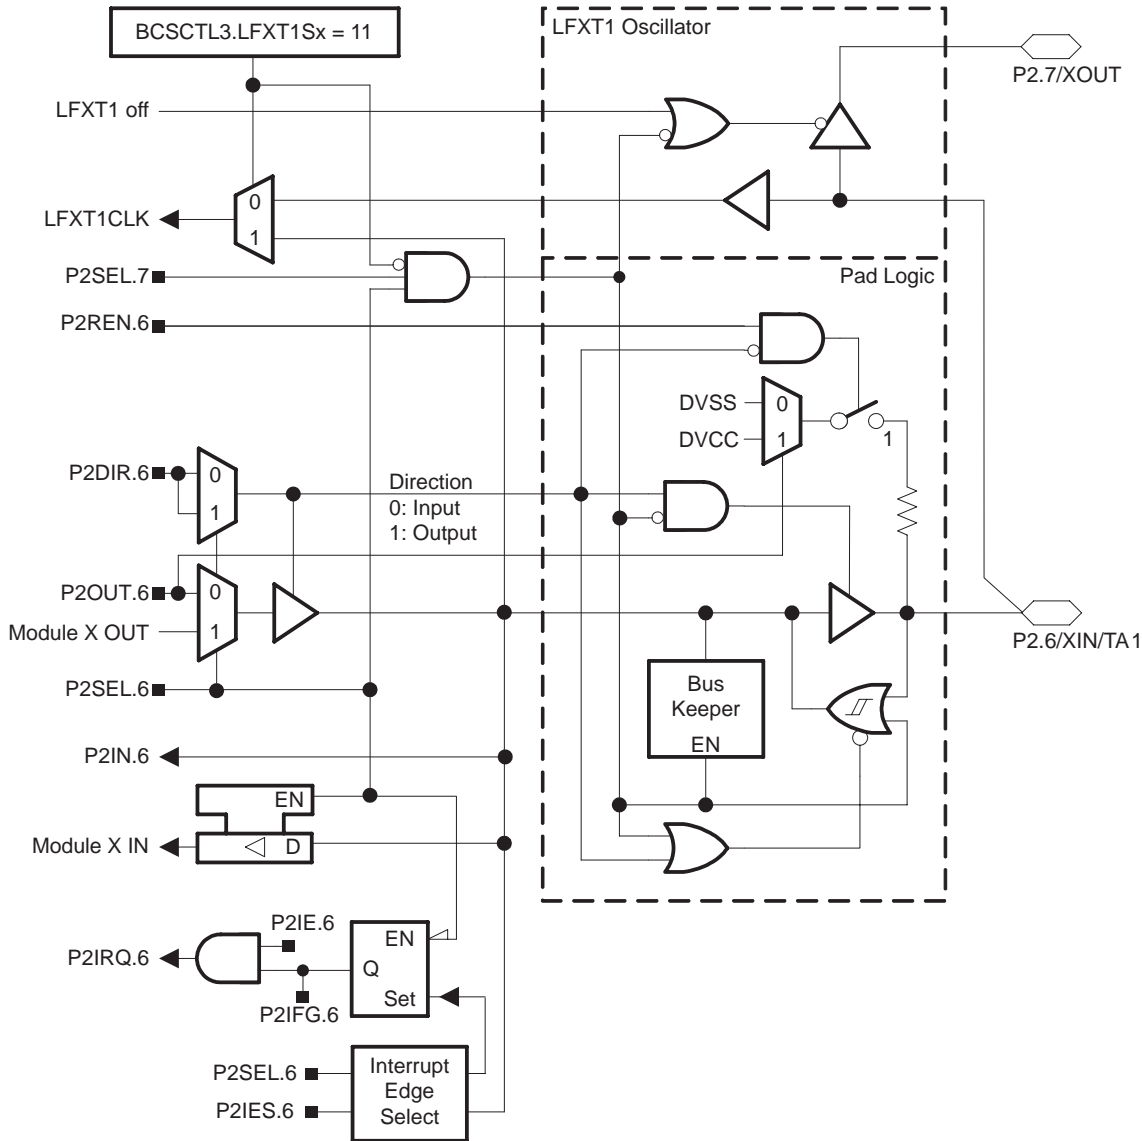 BCSCTL3.LFXT1Sx = 11
LFXT1 Oscillator
P2.7/XOUT
LFXT1 off
0
LFXT1CLK
1
P2SEL.7
Pad Logic
P2REN.6
DVSS
0
DVCC
1
1
P2DIR.6
0
1
Direction
0: Input
1: Output
P2OUT.6
0
Module X OUT
1
P2.6/XIN/TA1
P2SEL.6
Bus
Keeper
EN
P2IN.6
EN
Module X IN
D
P2IE.6
EN
P2IRQ.6
Q
Set
P2IFG.6
P2SEL.6
P2IES.6
Interrupt
Edge
Select